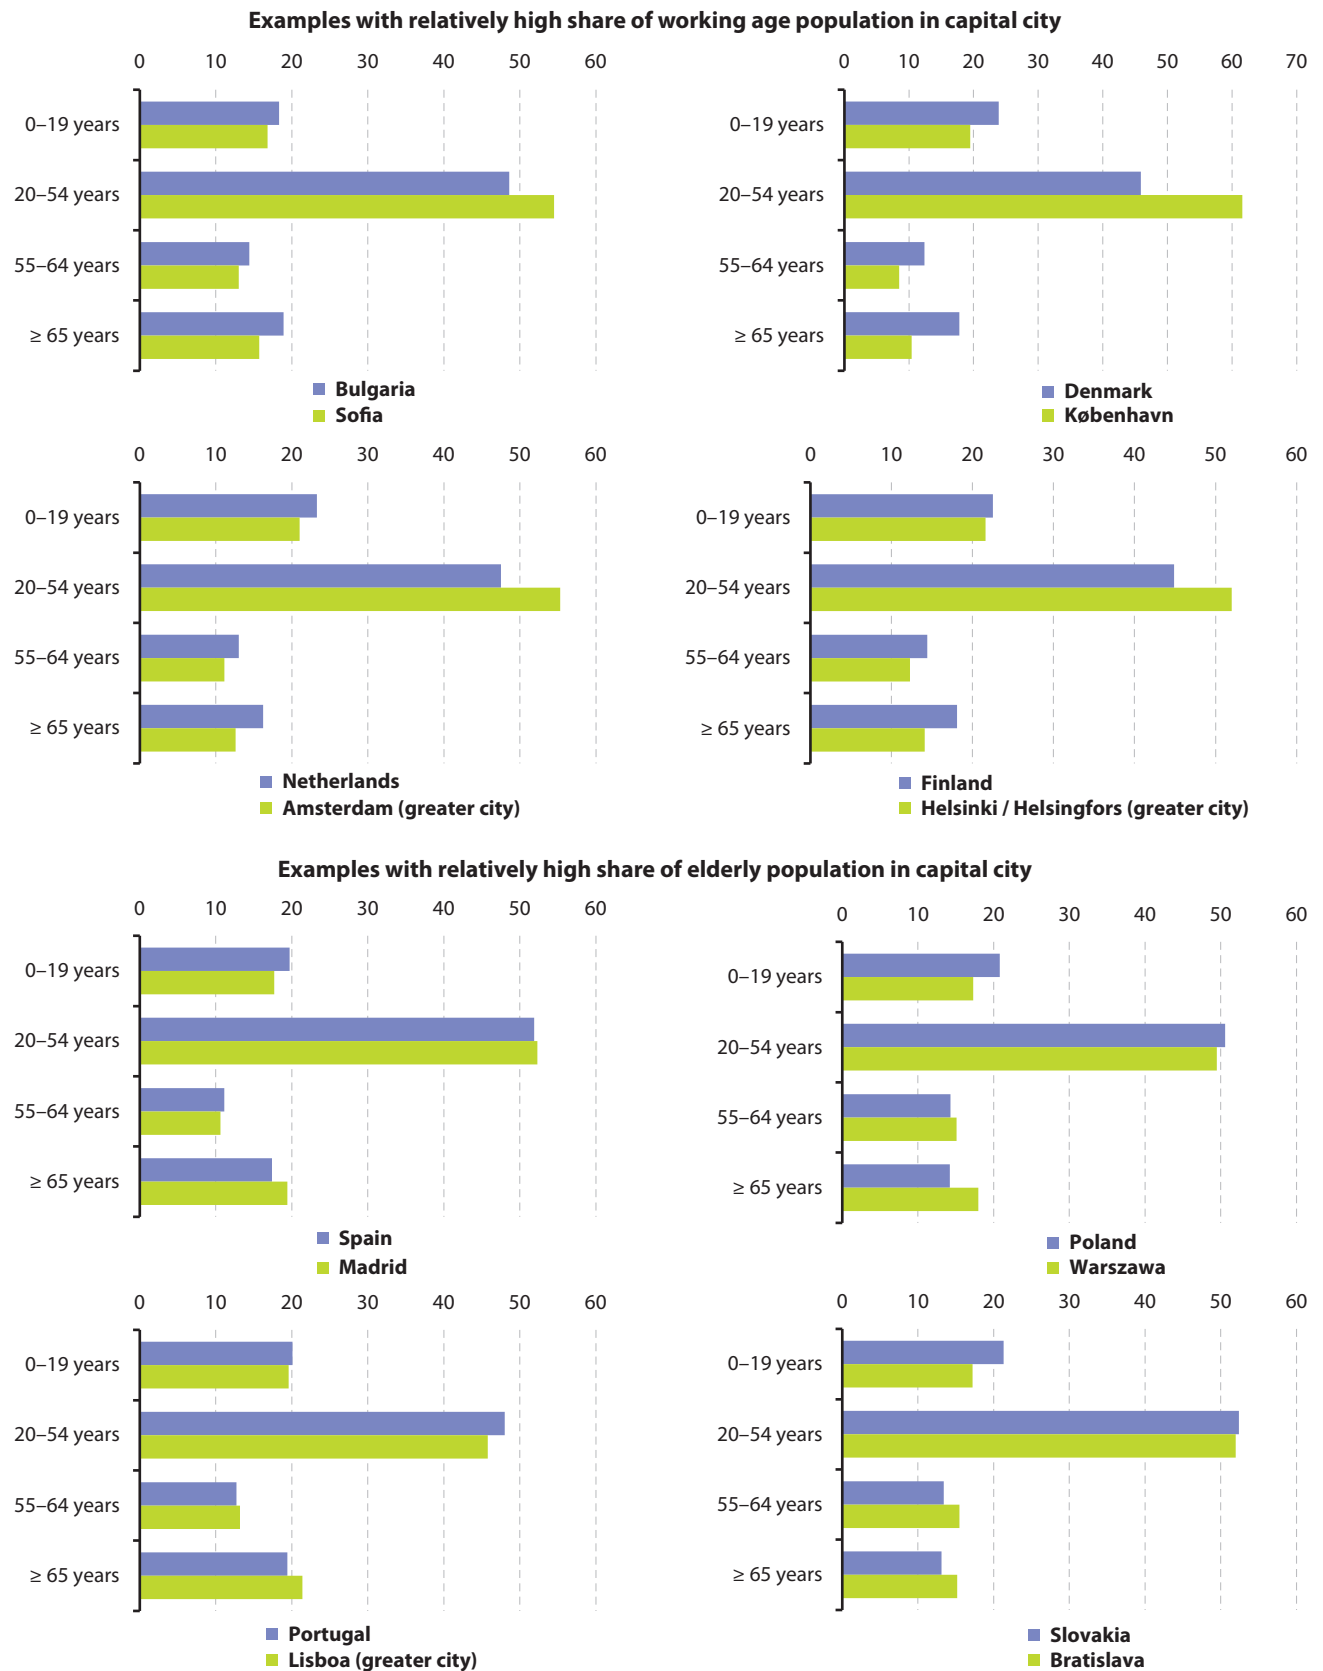 Examples with relatively high share of working age population in capital city
0 10 20 30 40 50 60
0–19 years
20–54 years
55–64 years
≥ 65 years
Bulgaria
Sofia
0 10 20 30 40 50 60 70
0–19 years
20–54 years
55–64 years
≥ 65 years
Denmark
København
0 10 20 30 40 50 60
0–19 years
20–54 years
55–64 years
≥ 65 years
Netherlands
Amsterdam (greater city)
0 10 20 30 40 50 60
0–19 years
20–54 years
55–64 years
≥ 65 years
Finland
Helsinki / Helsingfors (greater city)
Examples with relatively high share of elderly population in capital city
0 10 20 30 40 50 60
0–19 years
20–54 years
55–64 years
≥ 65 years
Spain
Madrid
0 10 20 30 40 50 60
0–19 years
20–54 years
55–64 years
≥ 65 years
Poland
Warszawa
0 10 20 30 40 50 60
0–19 years
20–54 years
55–64 years
≥ 65 years
Portugal
Lisboa (greater city)
0 10 20 30 40 50 60
0–19 years
20–54 years
55–64 years
≥ 65 years
Slovakia
Bratislava